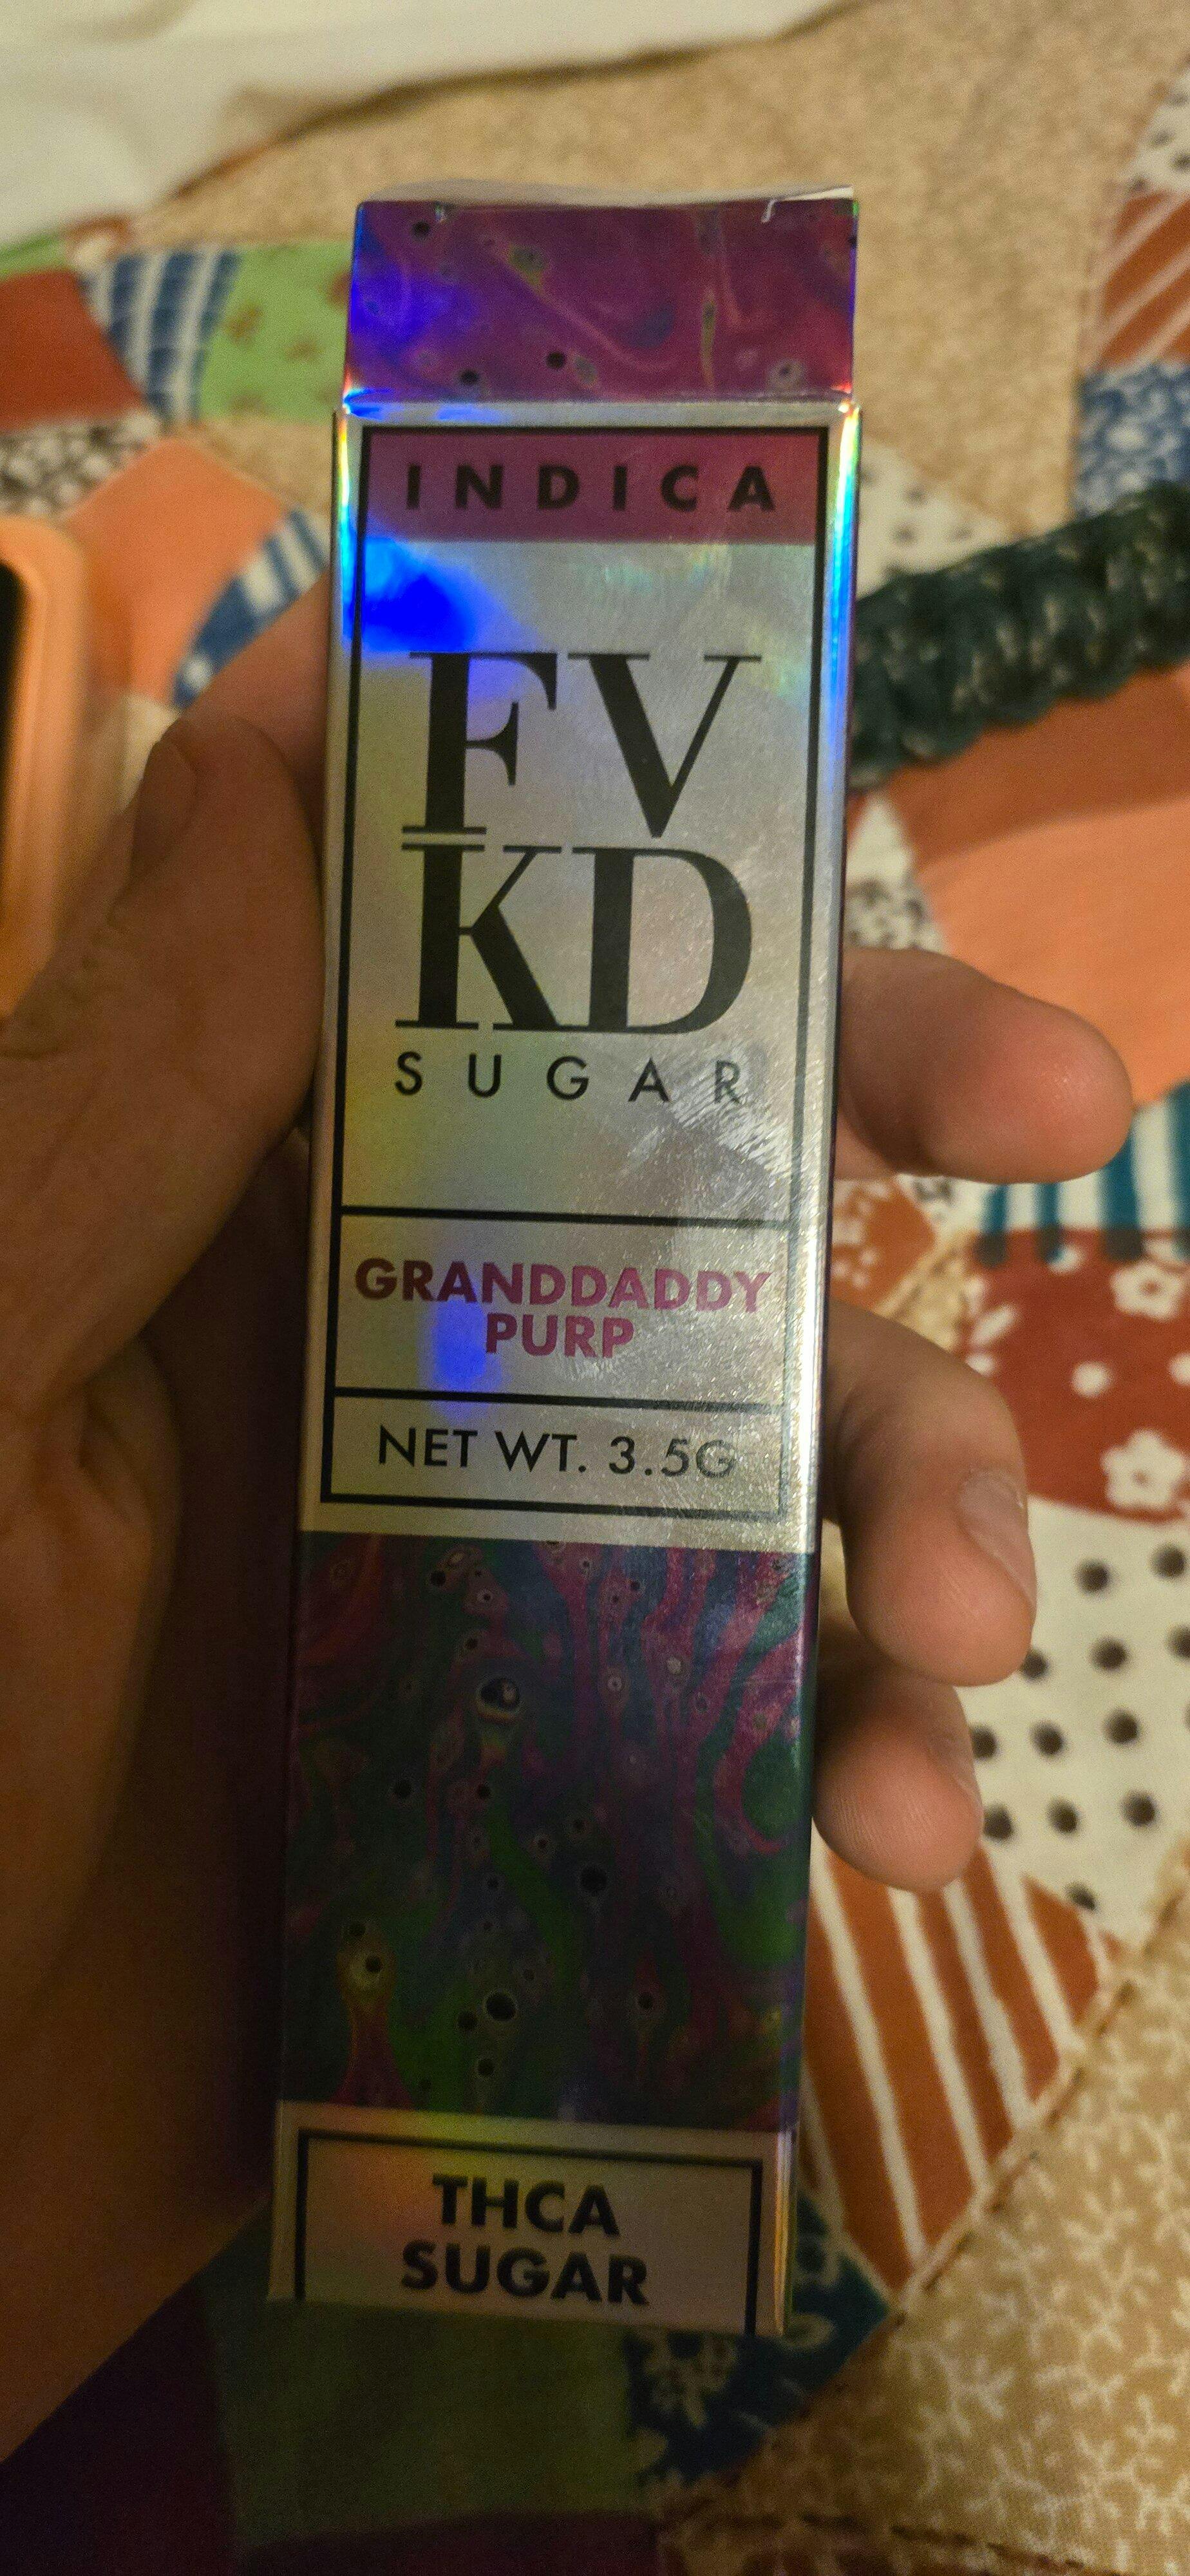 INDICA
FV
KD
SUGAR
GRANDDADDY
PURP
NET WT. 3.5G
THCA
SUGAR